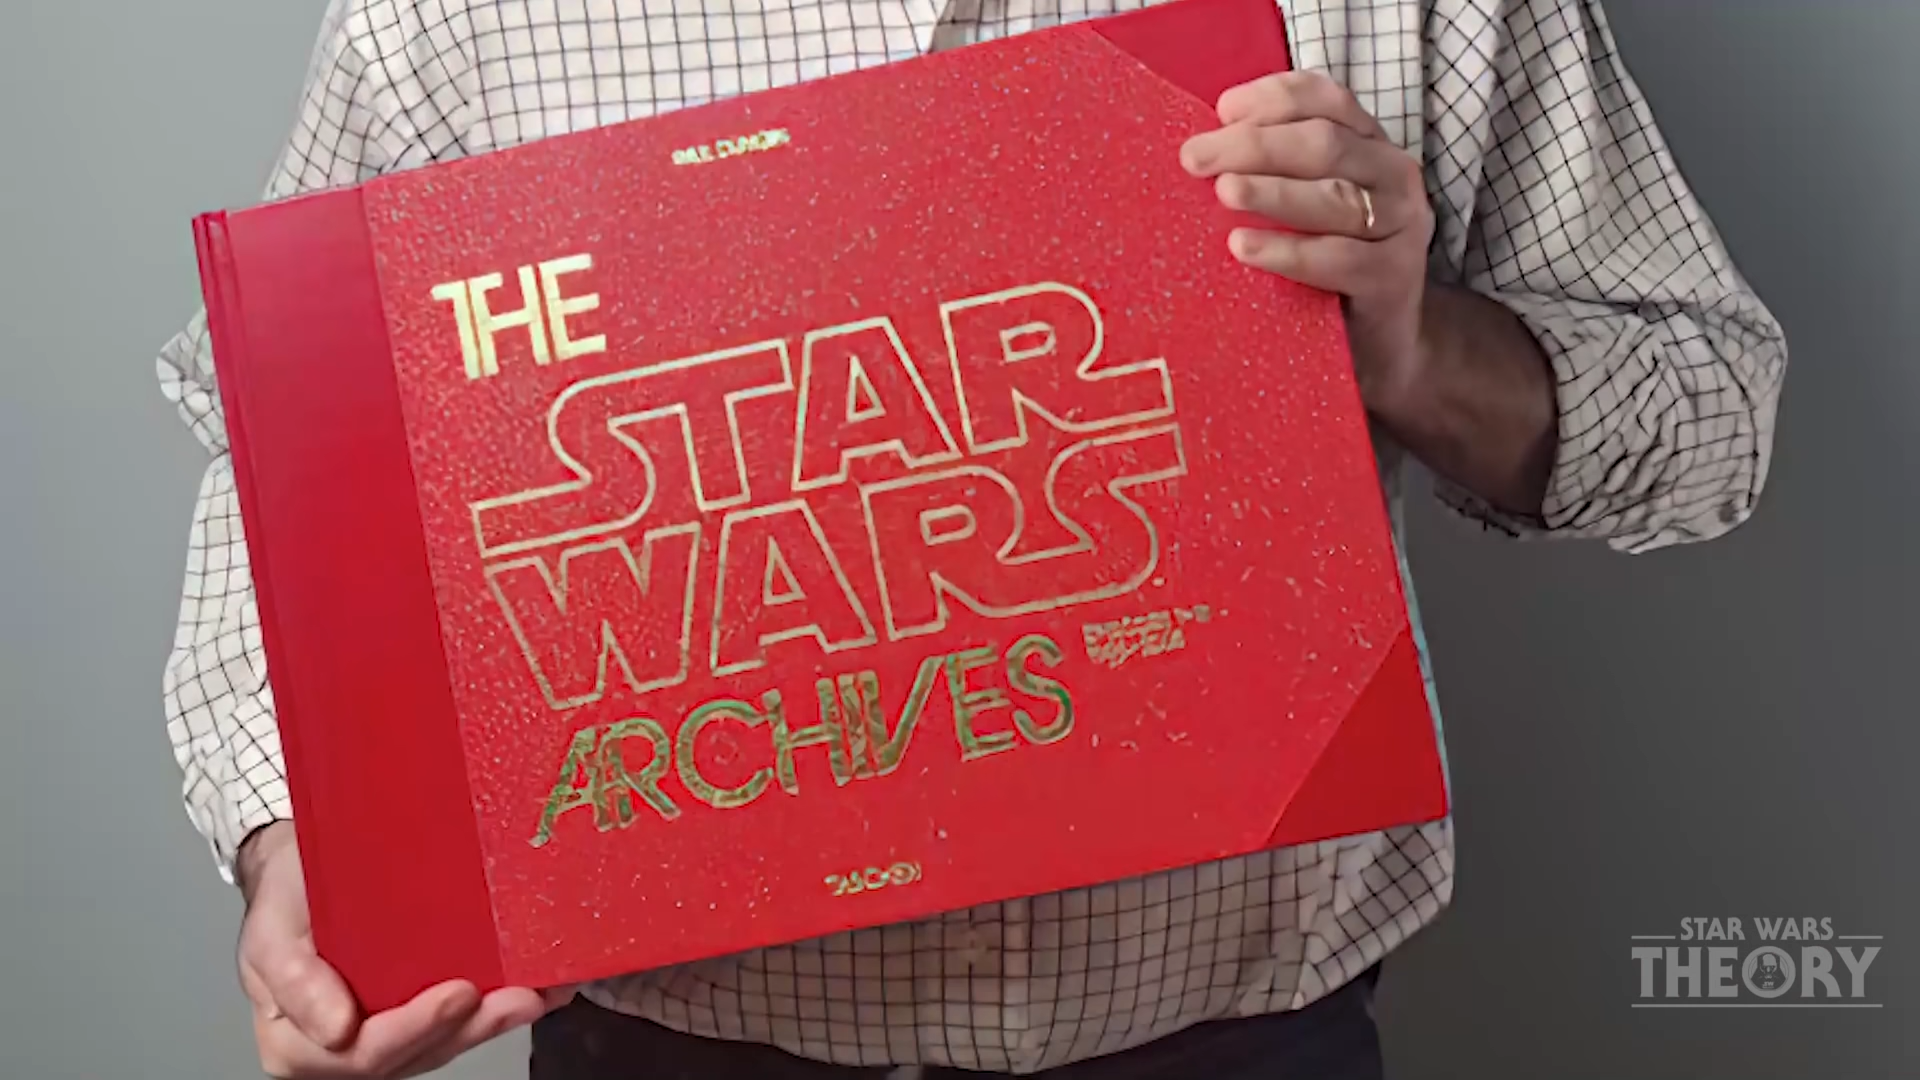 THE
STAR
WARS
ARCHIVES
STAR WARS
THEORY